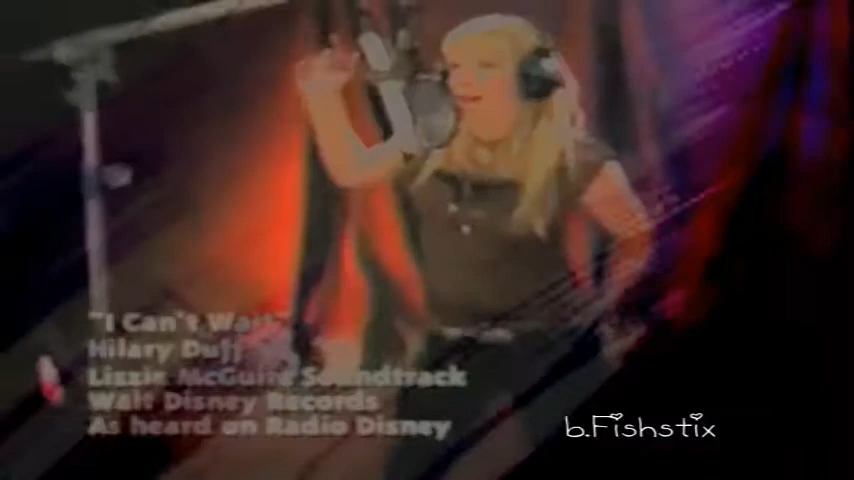 "I Can't Wait"
Hilary Duff
Lizzie McGuire Soundtrack
Walt Disney Records
As heard on Radio Disney
b.Fishstix